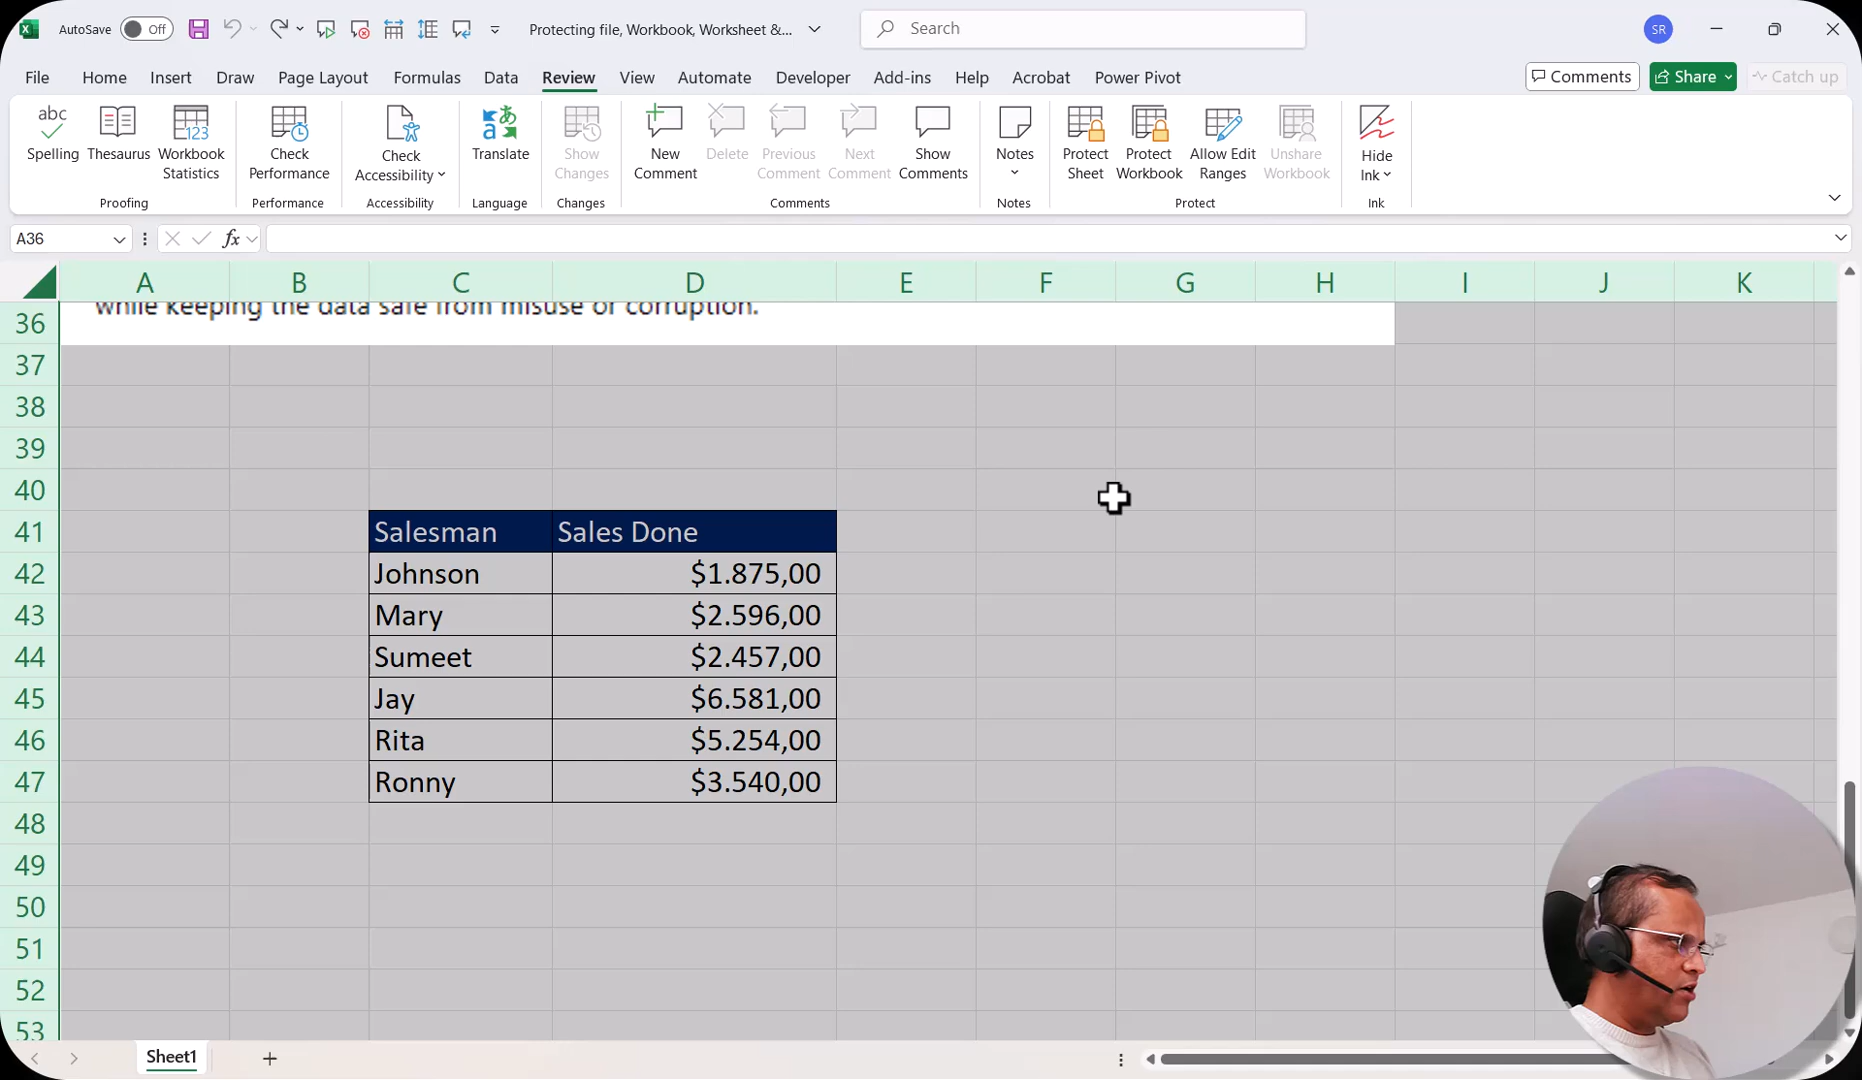 AutoSave Off Protecting file, Workbook, Worksheet &... Search SR
File Home Insert Draw Page Layout Formulas Data Review View Automate Developer Add-ins Help Acrobat Power Pivot Comments Share Catch up
abc
Spelling
Thesaurus
123
Workbook
Statistics
Check
Performance
Check
Accessibility
Translate
Show
Changes
New
Comment
Delete
Previous
Comment
Next
Comment
Show
Comments
Notes
Protect
Sheet
Protect
Workbook
Allow Edit
Ranges
Unshare
Workbook
Hide
Ink
Proofing Performance Accessibility Language Changes Comments Notes Protect Ink
A36 fx
A B C D E F G H I J K
36 while keeping the data safe from misuse or corruption.
37
38
39
40
41 Salesman Sales Done
42 Johnson $1.875,00
43 Mary $2.596,00
44 Sumeet $2.457,00
45 Jay $6.581,00
46 Rita $5.254,00
47 Ronny $3.540,00
48
49
50
51
52
53
Sheet1